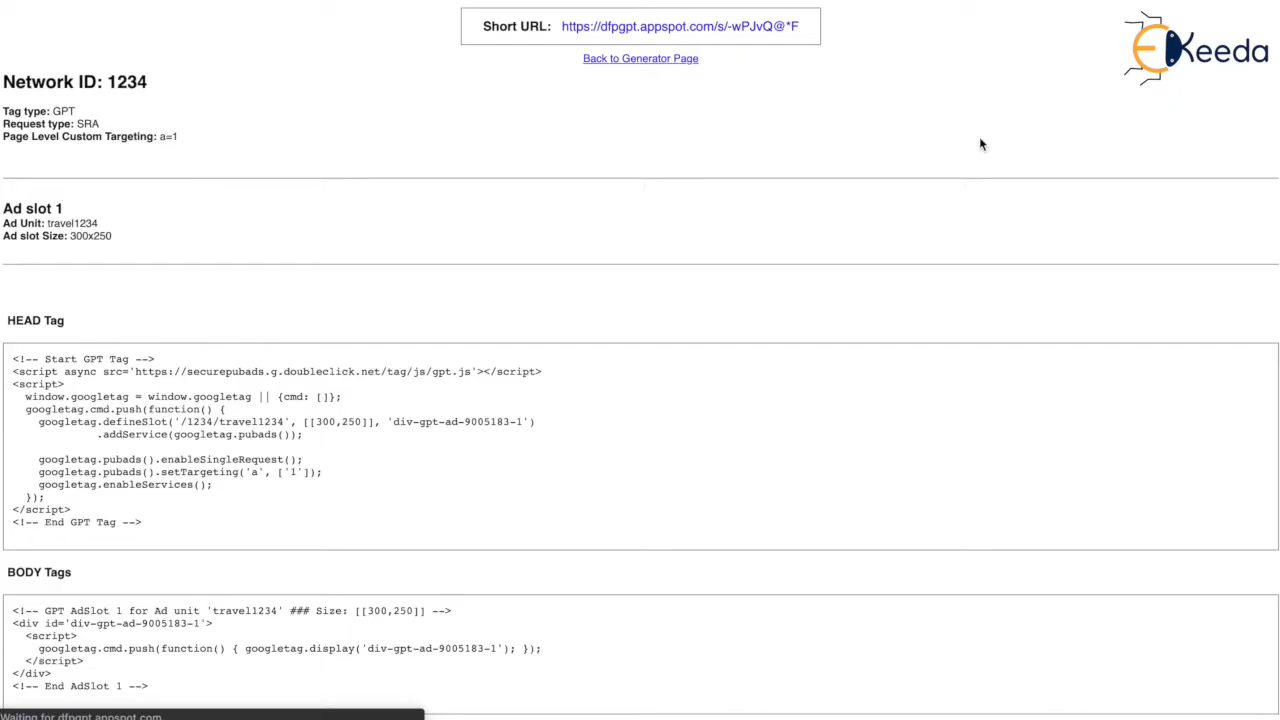 Short URL: https://dfpgpt.appspot.com/s/-wPJvQ@*F
EKeeda
Back to Generator Page
Network ID: 1234
Tag type: GPT
Request type: SRA
Page Level Custom Targeting: a=1
Ad slot 1
Ad Unit: travel1234
Ad slot Size: 300x250
HEAD Tag
<!-- Start GPT Tag -->
<script async src='https://securepubads.g.doubleclick.net/tag/js/gpt.js'></script>
<script>
  window.googletag = window.googletag || {cmd: []};
  googletag.cmd.push(function() {
    googletag.defineSlot('/1234/travel1234', [[300,250]], 'div-gpt-ad-9005183-1')
             .addService(googletag.pubads());
    googletag.pubads().enableSingleRequest();
    googletag.pubads().setTargeting('a', ['1']);
    googletag.enableServices();
  });
</script>
<!-- End GPT Tag -->
BODY Tags
<!-- GPT AdSlot 1 for Ad unit 'travel1234' ### Size: [[300,250]] -->
<div id='div-gpt-ad-9005183-1'>
  <script>
    googletag.cmd.push(function() { googletag.display('div-gpt-ad-9005183-1'); });
  </script>
</div>
<!-- End AdSlot 1 -->
Waiting for dfpgpt.appspot.com